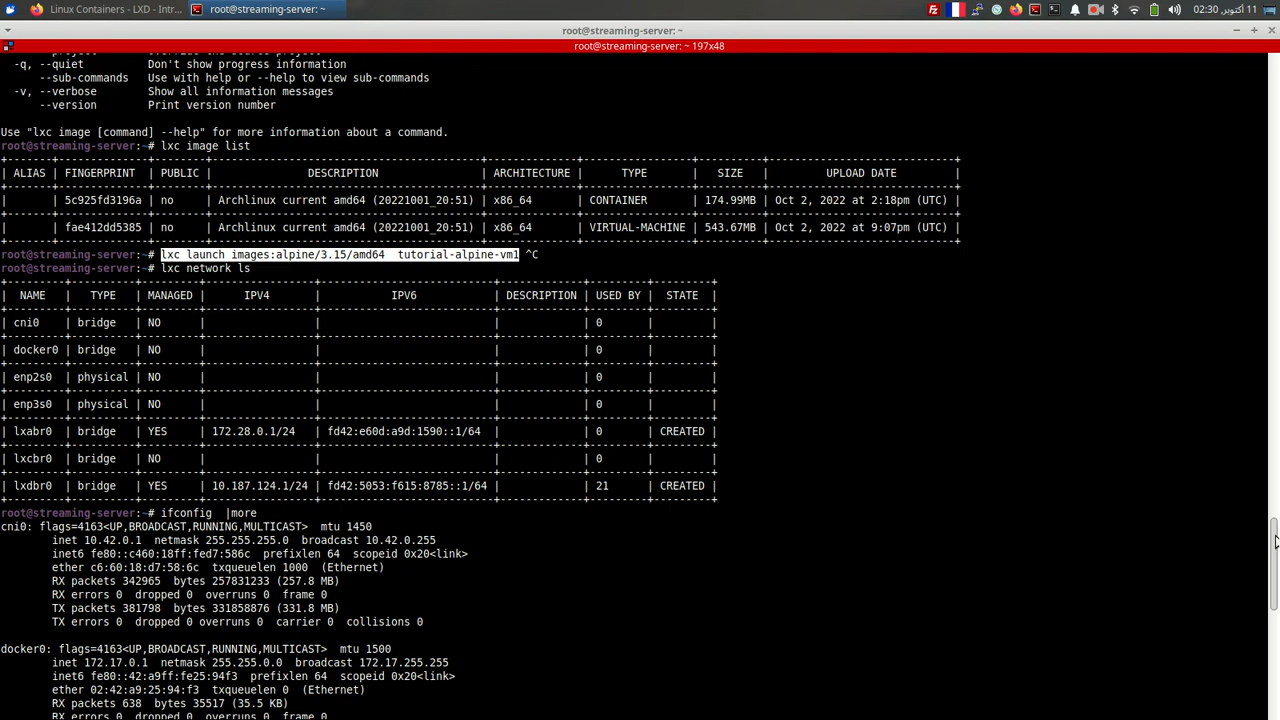 Linux Containers - LXD - Intr...
root@streaming-server: ~
11 أكتوبر, 02:30
root@streaming-server: ~
root@streaming-server: ~ 197x48
-q, --quiet Don't show progress information
--sub-commands Use with help or --help to view sub-commands
-v, --verbose Show all information messages
--version Print version number
Use "lxc image [command] --help" for more information about a command.
root@streaming-server:~# lxc image list
+-------+--------------+--------+------------------------------------------+--------------+-----------------+----------+------------------------------+
| ALIAS | FINGERPRINT | PUBLIC | DESCRIPTION | ARCHITECTURE | TYPE | SIZE | UPLOAD DATE |
+-------+--------------+--------+------------------------------------------+--------------+-----------------+----------+------------------------------+
| | 5c925fd3196a | no | Archlinux current amd64 (20221001_20:51) | x86_64 | CONTAINER | 174.99MB | Oct 2, 2022 at 2:18pm (UTC) |
+-------+--------------+--------+------------------------------------------+--------------+-----------------+----------+------------------------------+
| | fae412dd5385 | no | Archlinux current amd64 (20221001_20:51) | x86_64 | VIRTUAL-MACHINE | 543.67MB | Oct 2, 2022 at 9:07pm (UTC) |
+-------+--------------+--------+------------------------------------------+--------------+-----------------+----------+------------------------------+
root@streaming-server:~# lxc launch images:alpine/3.15/amd64  tutorial-alpine-vm1 ^C
root@streaming-server:~# lxc network ls
+---------+----------+---------+-----------------+---------------------------+-------------+---------+---------+
| NAME | TYPE | MANAGED | IPV4 | IPV6 | DESCRIPTION | USED BY | STATE |
+---------+----------+---------+-----------------+---------------------------+-------------+---------+---------+
| cni0 | bridge | NO | | | | 0 | |
+---------+----------+---------+-----------------+---------------------------+-------------+---------+---------+
| docker0 | bridge | NO | | | | 0 | |
+---------+----------+---------+-----------------+---------------------------+-------------+---------+---------+
| enp2s0 | physical | NO | | | | 0 | |
+---------+----------+---------+-----------------+---------------------------+-------------+---------+---------+
| enp3s0 | physical | NO | | | | 0 | |
+---------+----------+---------+-----------------+---------------------------+-------------+---------+---------+
| lxabr0 | bridge | YES | 172.28.0.1/24 | fd42:e60d:a9d:1590::1/64 | | 0 | CREATED |
+---------+----------+---------+-----------------+---------------------------+-------------+---------+---------+
| lxcbr0 | bridge | NO | | | | 0 | |
+---------+----------+---------+-----------------+---------------------------+-------------+---------+---------+
| lxdbr0 | bridge | YES | 10.187.124.1/24 | fd42:5053:f615:8785::1/64 | | 21 | CREATED |
+---------+----------+---------+-----------------+---------------------------+-------------+---------+---------+
root@streaming-server:~# ifconfig  |more
cni0: flags=4163<UP,BROADCAST,RUNNING,MULTICAST>  mtu 1450
inet 10.42.0.1  netmask 255.255.255.0  broadcast 10.42.0.255
inet6 fe80::c460:18ff:fed7:586c  prefixlen 64  scopeid 0x20<link>
ether c6:60:18:d7:58:6c  txqueuelen 1000  (Ethernet)
RX packets 342965  bytes 257831233 (257.8 MB)
RX errors 0  dropped 0  overruns 0  frame 0
TX packets 381798  bytes 331858876 (331.8 MB)
TX errors 0  dropped 0 overruns 0  carrier 0  collisions 0
docker0: flags=4163<UP,BROADCAST,RUNNING,MULTICAST>  mtu 1500
inet 172.17.0.1  netmask 255.255.0.0  broadcast 172.17.255.255
inet6 fe80::42:a9ff:fe25:94f3  prefixlen 64  scopeid 0x20<link>
ether 02:42:a9:25:94:f3  txqueuelen 0  (Ethernet)
RX packets 638  bytes 35517 (35.5 KB)
RX errors 0  dropped 0  overruns 0  frame 0